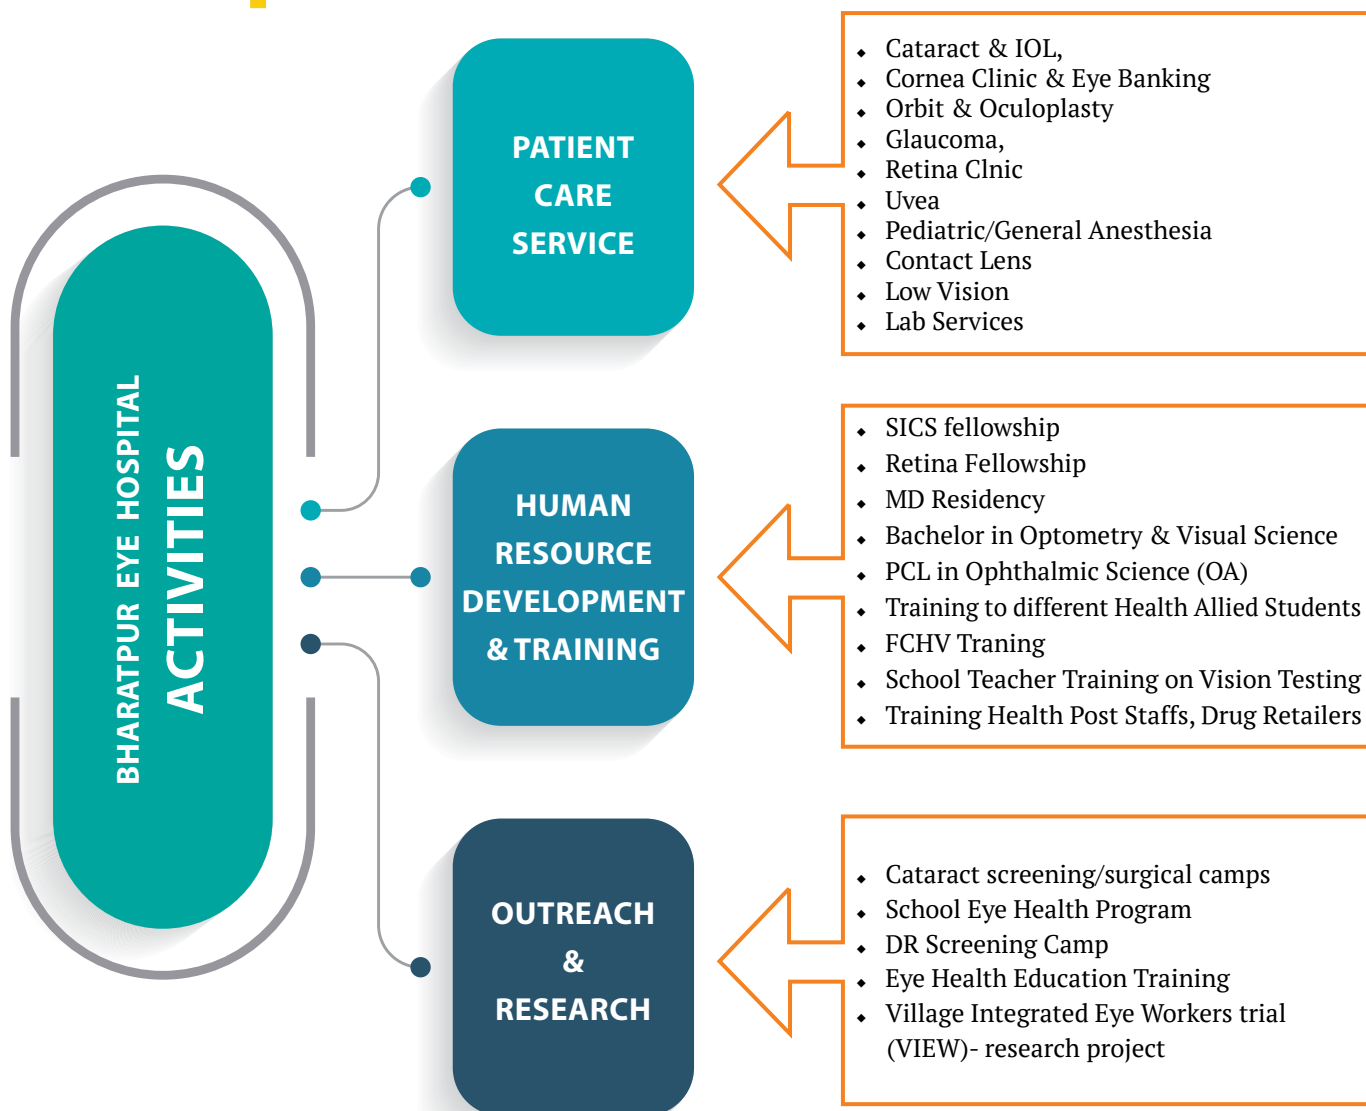 BHARATPUR EYE HOSPITAL
ACTIVITIES
PATIENT
CARE
SERVICE
Cataract & IOL,
Cornea Clinic & Eye Banking
Orbit & Oculoplasty
Glaucoma,
Retina Clnic
Uvea
Pediatric/General Anesthesia
Contact Lens
Low Vision
Lab Services
HUMAN
RESOURCE
DEVELOPMENT
& TRAINING
SICS fellowship
Retina Fellowship
MD Residency
Bachelor in Optometry & Visual Science
PCL in Ophthalmic Science (OA)
Training to different Health Allied Students
FCHV Traning
School Teacher Training on Vision Testing
Training Health Post Staffs, Drug Retailers
OUTREACH
&
RESEARCH
Cataract screening/surgical camps
School Eye Health Program
DR Screening Camp
Eye Health Education Training
Village Integrated Eye Workers trial
(VIEW)- research project